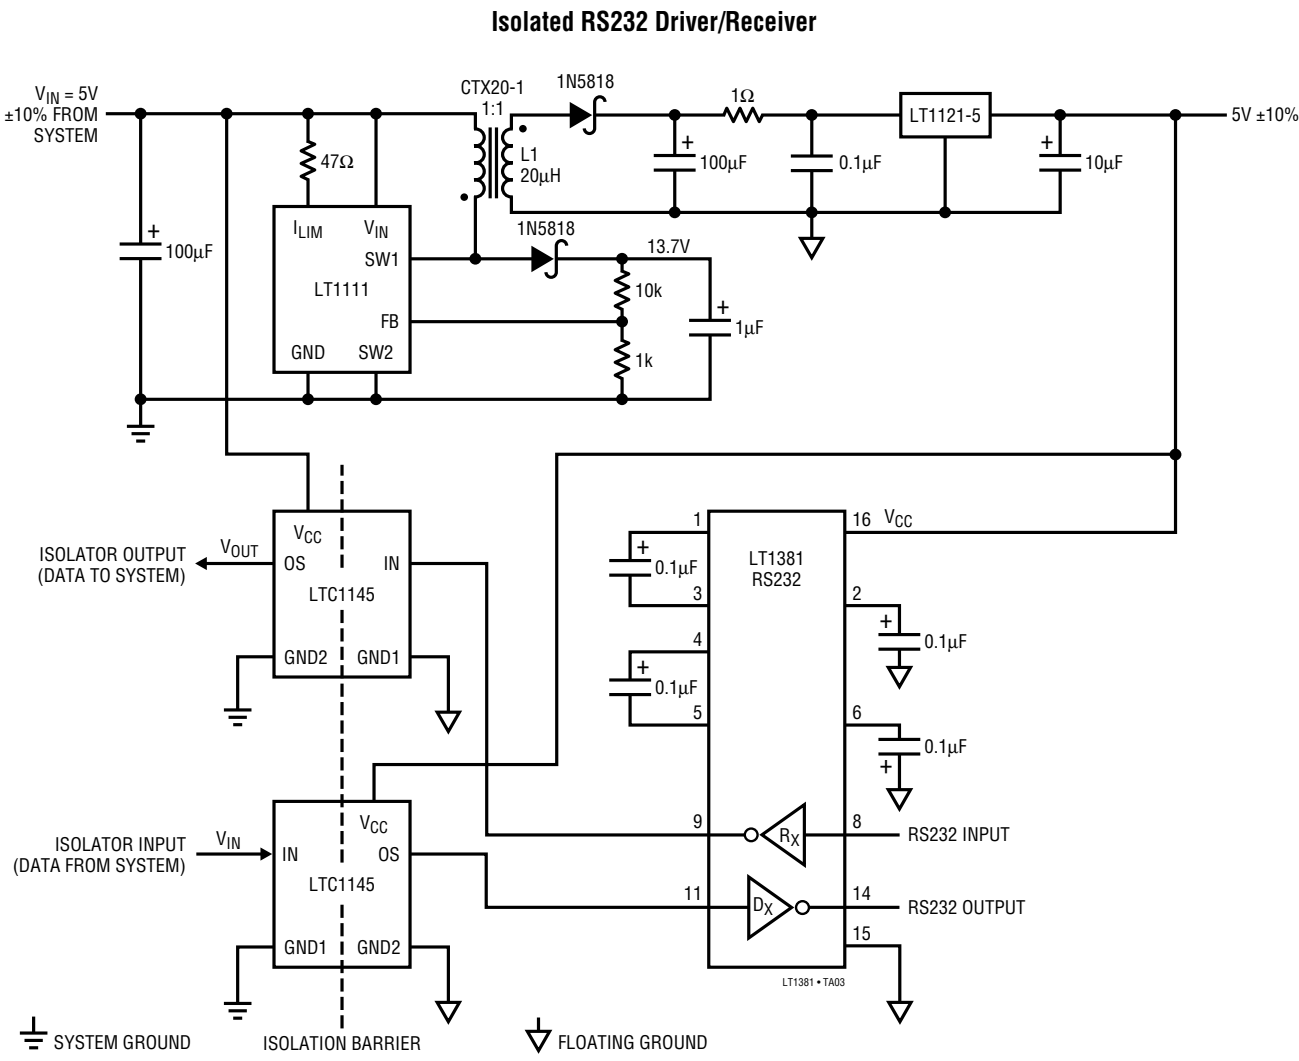 Isolated RS232 Driver/Receiver
VIN = 5V
±10% FROM
SYSTEM
CTX20-1
1:1
1N5818
1Ω
LT1121-5
5V ±10%
47Ω
L1
20µH
+
100µF
0.1µF
+
10µF
ILIM
VIN
1N5818
13.7V
+
100µF
SW1
LT1111
10k
+
1µF
FB
1k
GND
SW2
1
16
VCC
VCC
ISOLATOR OUTPUT
(DATA TO SYSTEM)
VOUT
OS
IN
LTC1145
GND2
GND1
+
0.1µF
LT1381
RS232
3
2
+
0.1µF
4
+
0.1µF
5
6
0.1µF
+
ISOLATOR INPUT
(DATA FROM SYSTEM)
VIN
IN
VCC
OS
LTC1145
GND1
GND2
9
RX
8
RS232 INPUT
11
DX
14
RS232 OUTPUT
15
LT1381 • TA03
SYSTEM GROUND
ISOLATION BARRIER
FLOATING GROUND